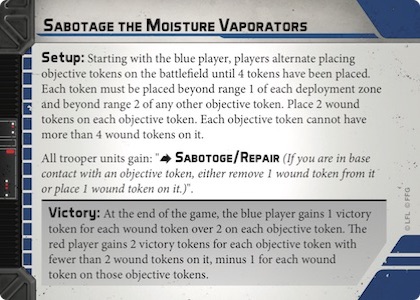 Sabotage the Moisture Vaporators
Setup: Starting with the blue player, players alternate placing
objective tokens on the battlefield until 4 tokens have been placed.
Each token must be placed beyond range 1 of each deployment zone
and beyond range 2 of any other objective token. Place 2 wound
tokens on each objective token. Each objective token cannot have
more than 4 wound tokens on it.
All trooper units gain: "➔ Sabotoge/Repair (If you are in base
contact with an objective token, either remove 1 wound token from it
or place 1 wound token on it.)".
Victory: At the end of the game, the blue player gains 1 victory
token for each wound token over 2 on each objective token. The
red player gains 2 victory tokens for each objective token with
fewer than 2 wound tokens on it, minus 1 for each wound
token on those objective tokens.
© LFL © FFG